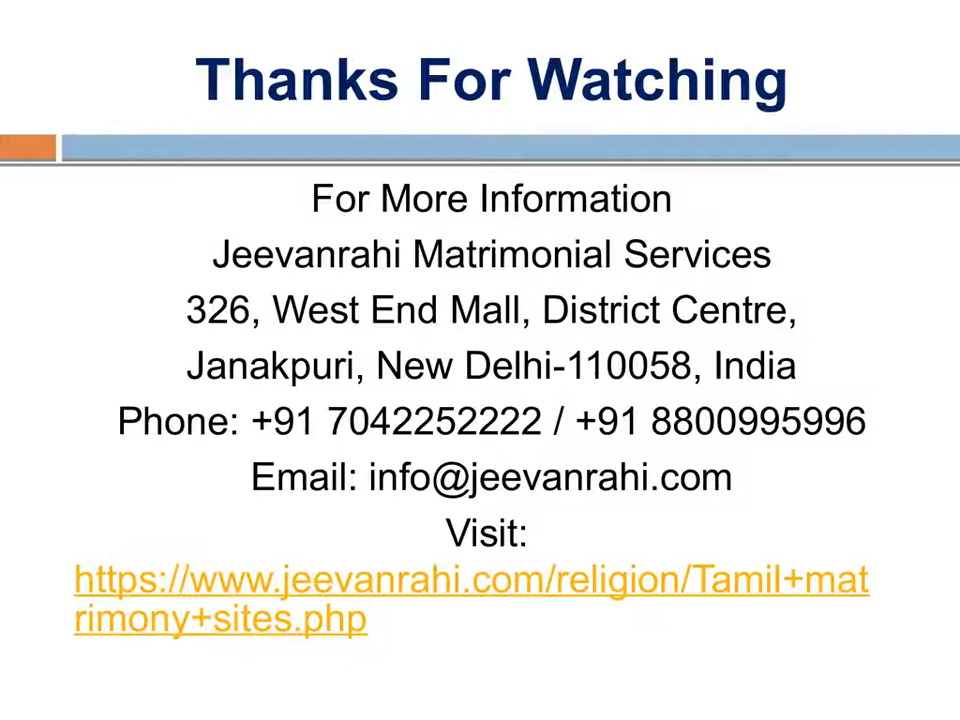 Thanks For Watching
For More Information
Jeevanrahi Matrimonial Services
326, West End Mall, District Centre,
Janakpuri, New Delhi-110058, India
Phone: +91 7042252222 / +91 8800995996
Email: info@jeevanrahi.com
Visit:
https://www.jeevanrahi.com/religion/Tamil+mat
rimony+sites.php